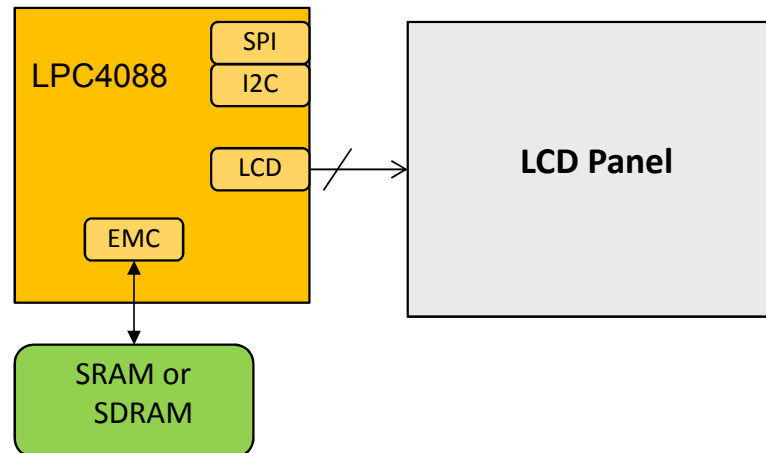 SPI
LPC4088
I2C
LCD
LCD Panel
EMC
SRAM or
SDRAM